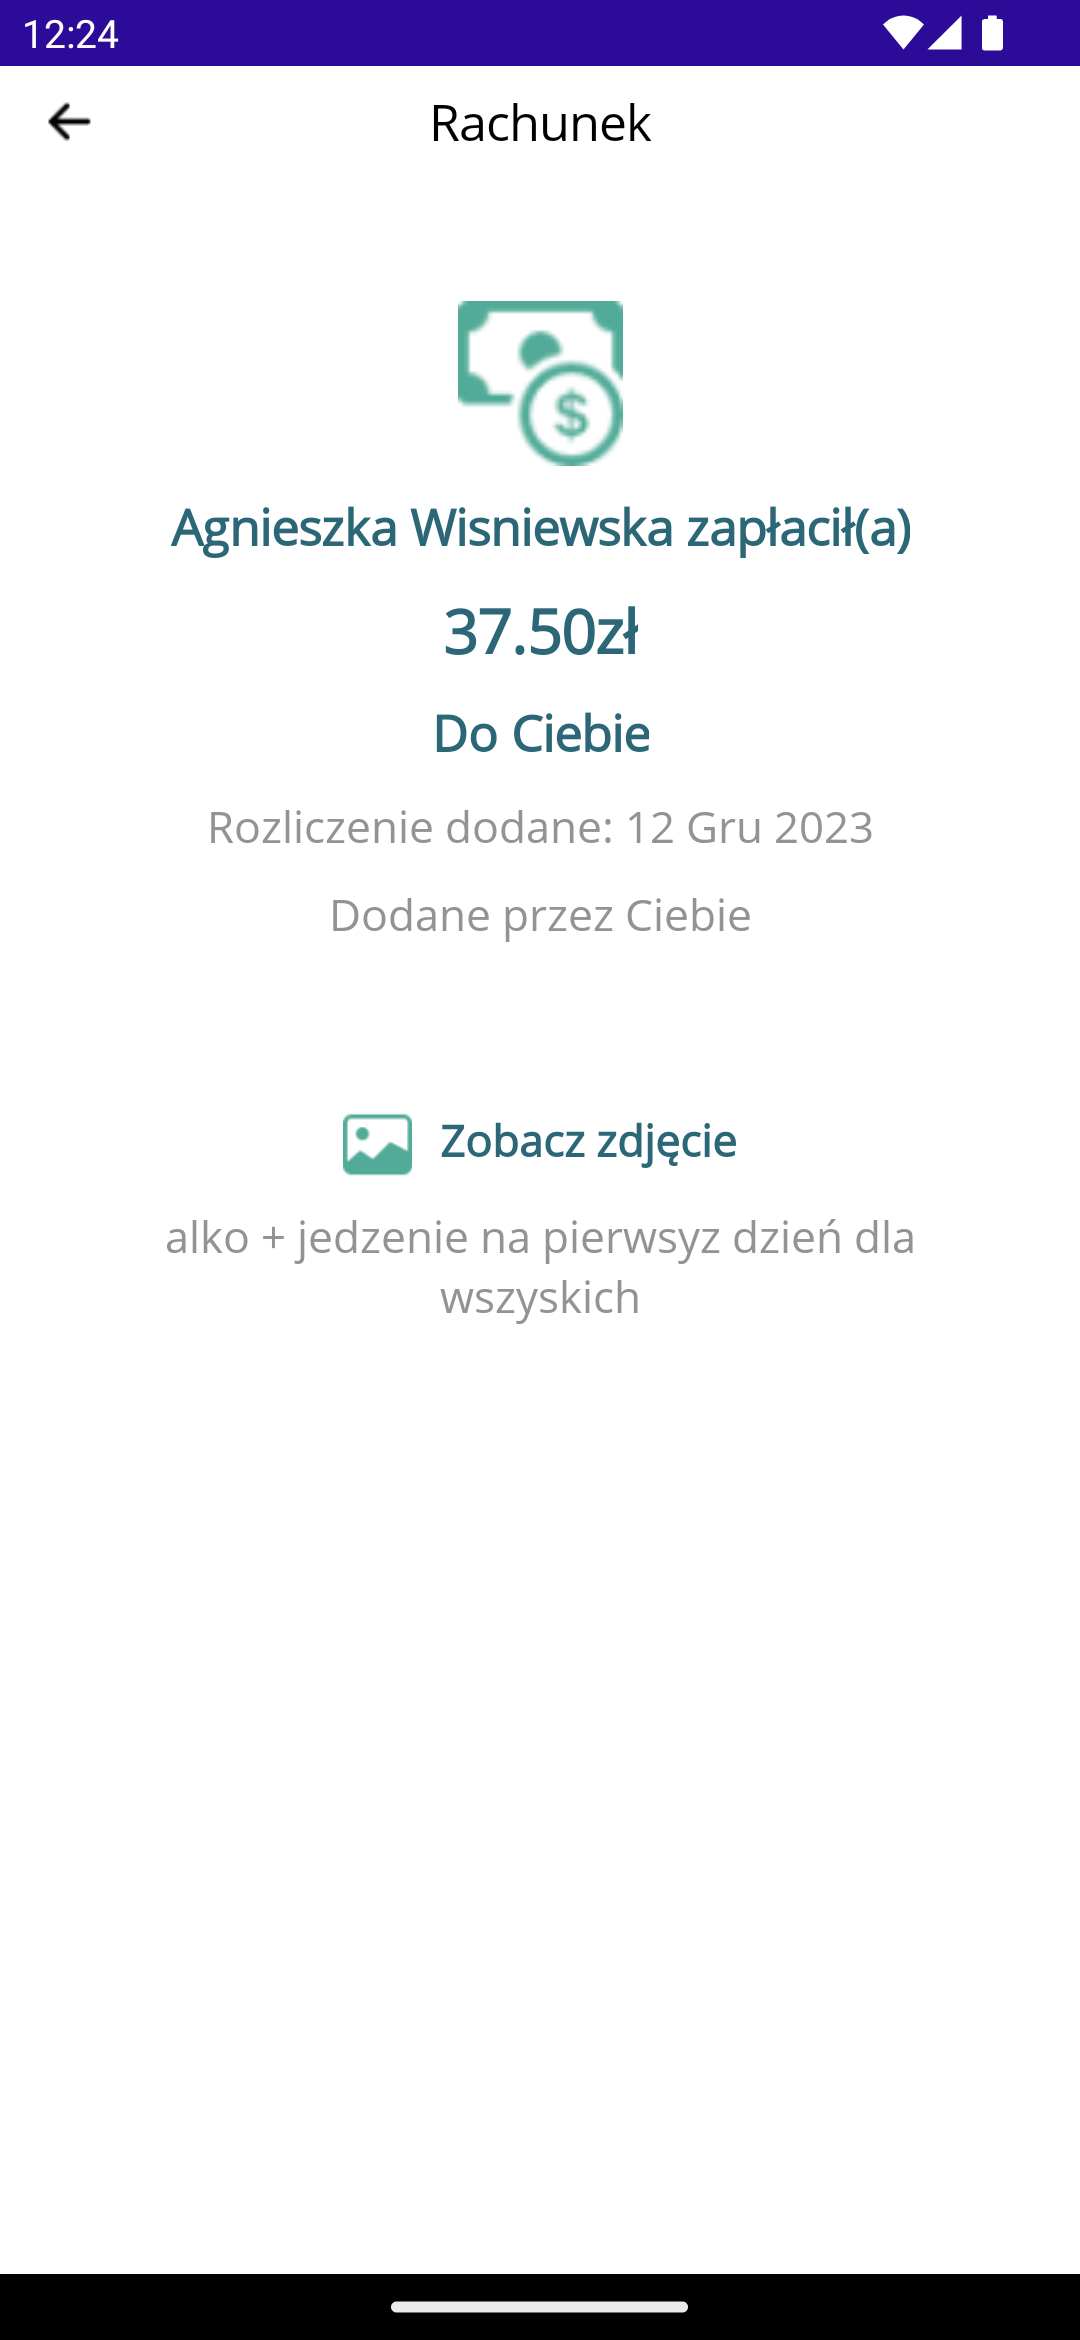 12:24
Rachunek
$
Agnieszka Wisniewska zapłacił(a)
37.50zł
Do Ciebie
Rozliczenie dodane: 12 Gru 2023
Dodane przez Ciebie
Zobacz zdjęcie
alko + jedzenie na pierwsyz dzień dla
wszyskich